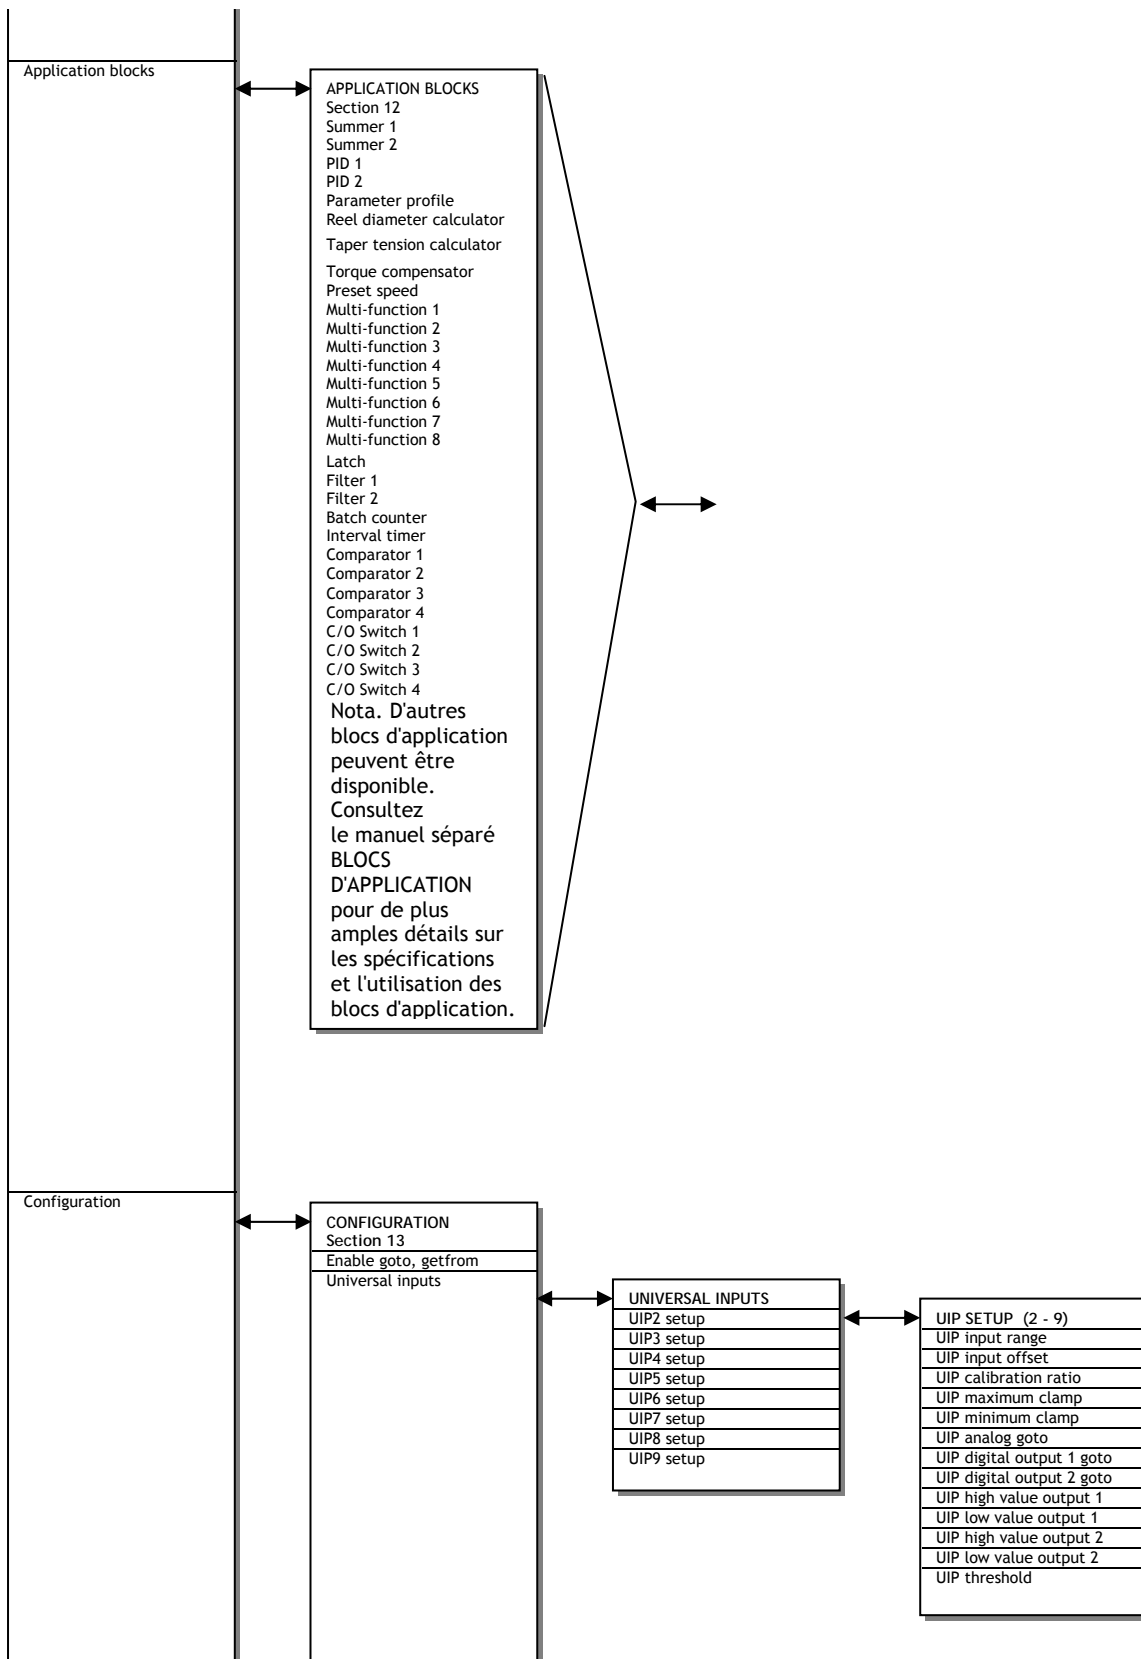 Application blocks
APPLICATION BLOCKS
Section 12
Summer 1
Summer 2
PID 1
PID 2
Parameter profile
Reel diameter calculator
Taper tension calculator
Torque compensator
Preset speed
Multi-function 1
Multi-function 2
Multi-function 3
Multi-function 4
Multi-function 5
Multi-function 6
Multi-function 7
Multi-function 8
Latch
Filter 1
Filter 2
Batch counter
Interval timer
Comparator 1
Comparator 2
Comparator 3
Comparator 4
C/O Switch 1
C/O Switch 2
C/O Switch 3
C/O Switch 4
Nota. D'autres
blocs d'application
peuvent être
disponible.
Consultez
le manuel séparé
BLOCS
D'APPLICATION
pour de plus
amples détails sur
les spécifications
et l'utilisation des
blocs d'application.
Configuration
CONFIGURATION
Section 13
Enable goto, getfrom
Universal inputs
UNIVERSAL INPUTS
UIP2 setup
UIP3 setup
UIP4 setup
UIP5 setup
UIP6 setup
UIP7 setup
UIP8 setup
UIP9 setup
UIP SETUP (2 - 9)
UIP input range
UIP input offset
UIP calibration ratio
UIP maximum clamp
UIP minimum clamp
UIP analog goto
UIP digital output 1 goto
UIP digital output 2 goto
UIP high value output 1
UIP low value output 1
UIP high value output 2
UIP low value output 2
UIP threshold